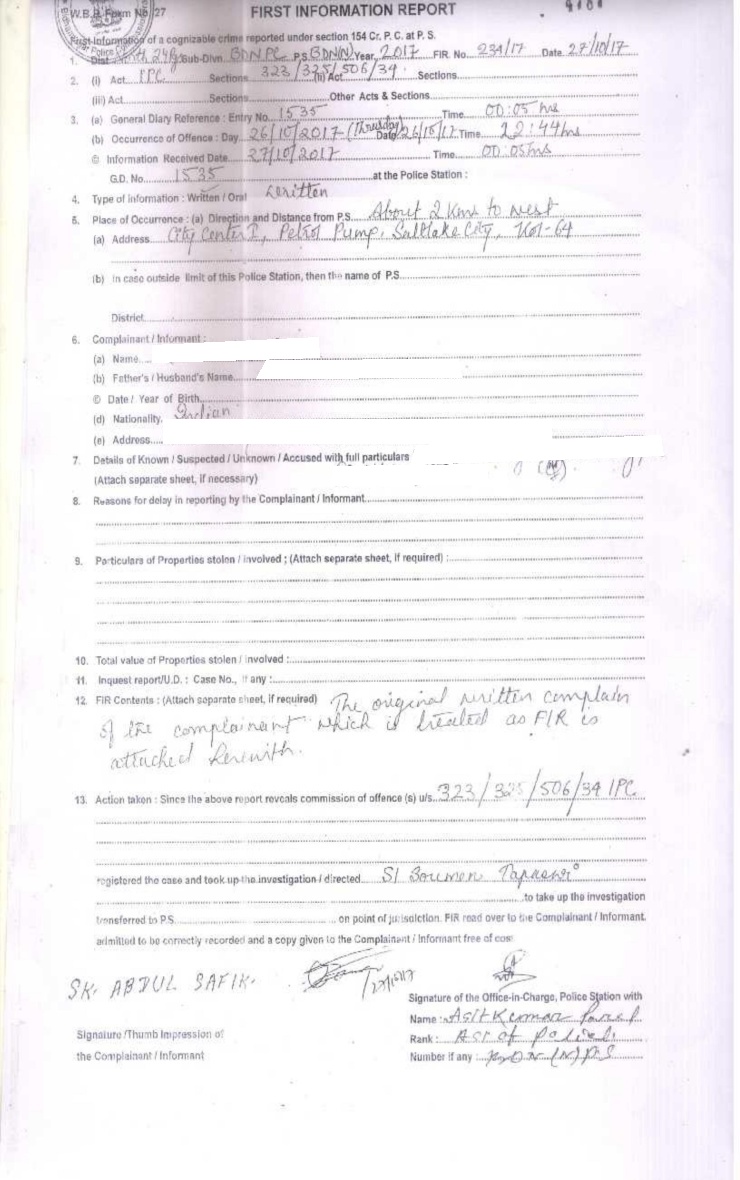 W.B.P. Form No. 27
FIRST INFORMATION REPORT
First Information of a cognizable crime reported under section 154 Cr. P. C. at P. S.
1. Dist. 24 Pgs Sub-Divn. BDNPC P.S. BDN(N) Year, 2017 FIR No. 234/17 Date 27/10/17
2. (i) Act IPC Sections 323/325/506/34. (ii) Act Sections
(iii) Act Sections Other Acts & Sections
3. (a) General Diary Reference : Entry No. 1535 Time 00:05 hrs
(b) Occurrence of Offence : Day 26/10/2017 (Thursday) Date 26/10/17 Time 22:44 hrs
© Information Received Date 27/10/2017 Time 00:05 hrs
G.D. No. 1535 at the Police Station :
4. Type of Information : Written / Oral Written
5. Place of Occurrence : (a) Direction and Distance from P.S. About 2 Kms to west
(a) Address City Center I, Petrol Pump, Saltlake City, Kol-64
(b) In case outside limit of this Police Station, then the name of P.S.
District
6. Complainant / Informant :
(a) Name
(b) Father's / Husband's Name
© Date / Year of Birth
(d) Nationality. Indian
(e) Address
7. Details of Known / Suspected / Unknown / Accused with full particulars
(Attach separate sheet, if necessary)
8. Reasons for delay in reporting by the Complainant / Informant
9. Particulars of Properties stolen / involved ; (Attach separate sheet, if required) :
10. Total value of Properties stolen / involved :
11. Inquest report/U.D. : Case No., if any :
12. FIR Contents : (Attach separate sheet, if required) The original written complain
of the complainant which is treated as FIR is
attached herewith.
13. Action taken : Since the above report reveals commission of offence (s) u/s. 323/325/506/34 IPC
registered the case and took up the investigation / directed SI
to take up the investigation
transferred to P.S. on point of jurisdiction. FIR read over to the Complainant / Informant,
admitted to be correctly recorded and a copy given to the Complainant / Informant free of cost
SK. ABDUL SAFIK.
27/10/17
Signature of the Office-in-Charge, Police Station with
Name : Asit Kumar
Rank : ASI of police
Number if any : BDN (N) PS
Signature /Thumb Impression of
the Complainant / Informant